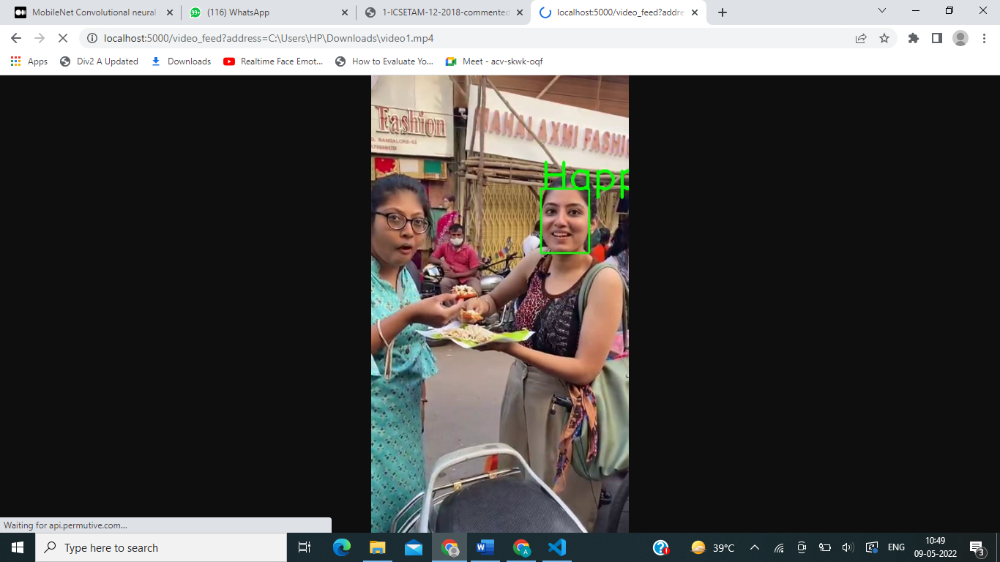 MobileNet Convolutional neural
(116) WhatsApp
1-ICSETAM-12-2018-commented
localhost:5000/video_feed?addre
localhost:5000/video_feed?address=C:\Users\HP\Downloads\video1.mp4
Apps
Div2 A Updated
Downloads
Realtime Face Emot...
How to Evaluate Yo...
Meet - acv-skwk-oqf
Fashion
BANGALORE-53
MAHALAXMI FASHIO
Happ
Waiting for api.permutive.com...
Type here to search
39°C
ENG
10:49
09-05-2022
3